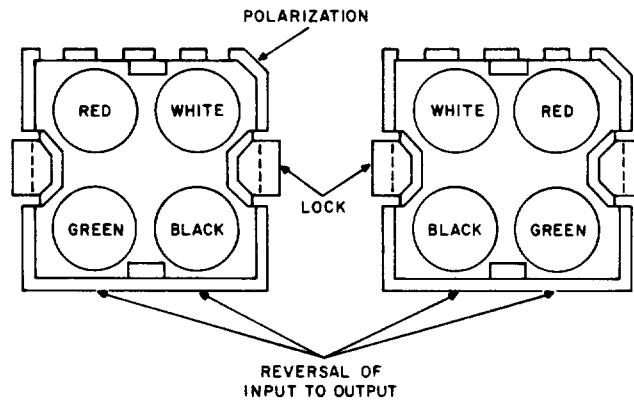 POLARIZATION
RED WHITE
WHITE RED
LOCK
GREEN BLACK
BLACK GREEN
REVERSAL OF
INPUT TO OUTPUT